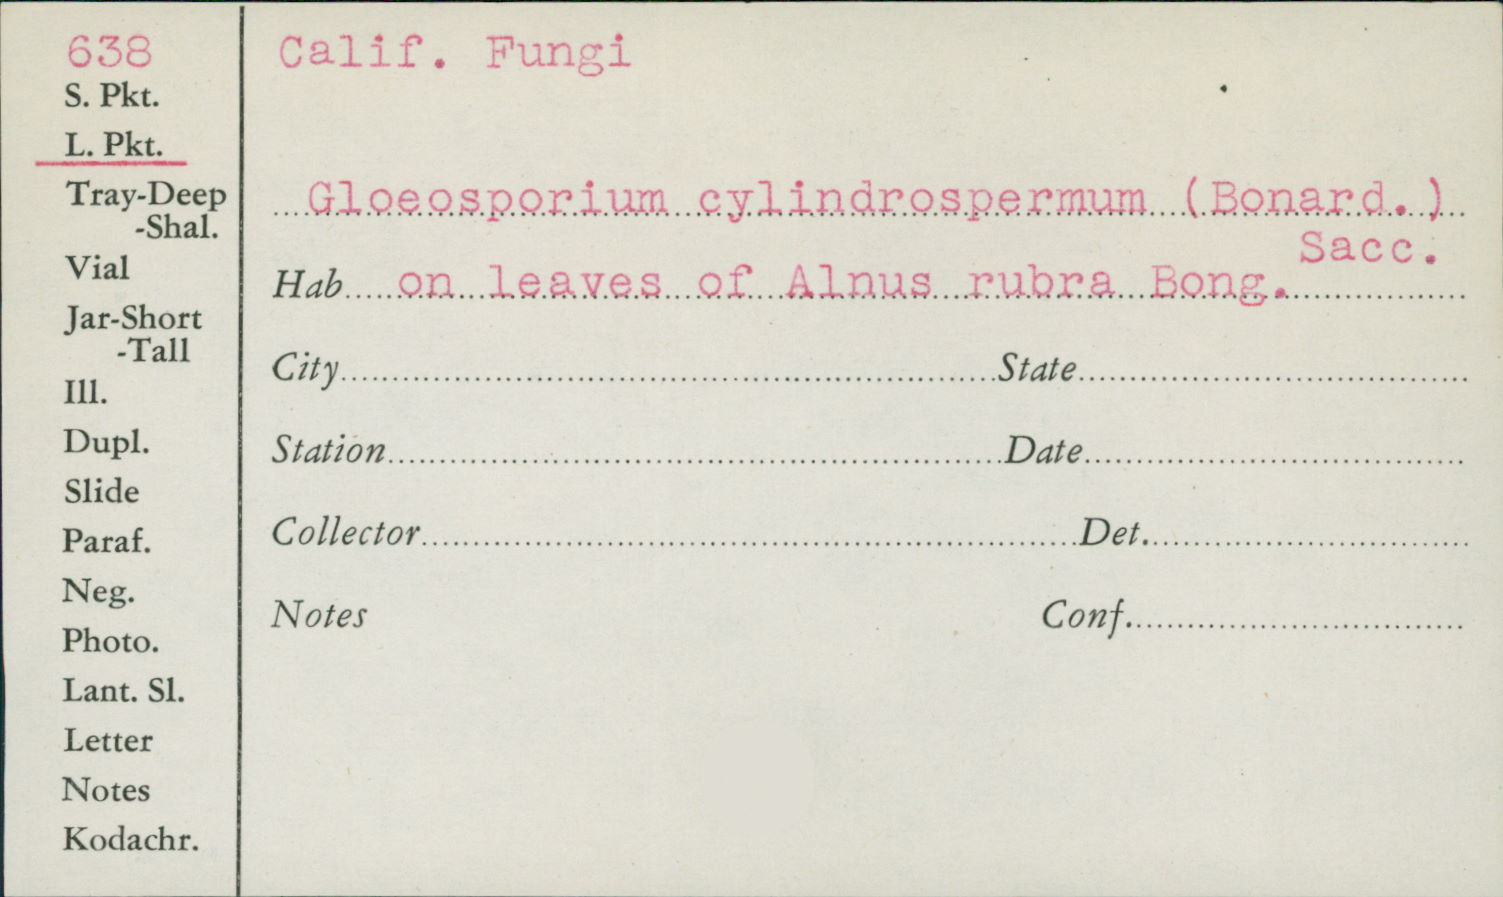 638
S. Pkt.
L. Pkt.
Tray-Deep
-Shal.
Vial
Jar-Short
-Tall
Ill.
Dupl.
Slide
Paraf.
Neg.
Photo.
Lant. Sl.
Letter
Notes
Kodachr.
Calif. Fungi
Gloeosporium cylindrospermum (Bonard.)
Sacc.
Hab on leaves of Alnus rubra Bong.
City State
Station Date
Collector Det.
Notes Conf.